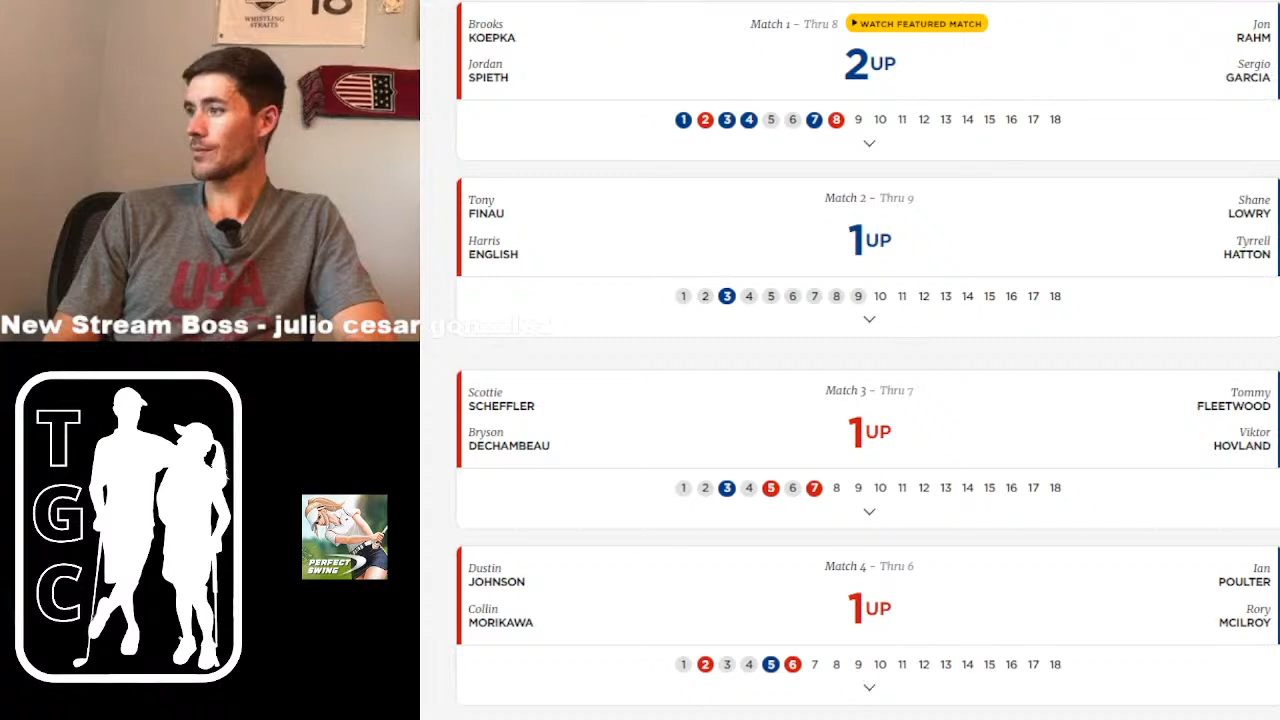 WHISTLING
STRAITS
18
USA
New Stream Boss - julio cesar gonzalez
T
G
C
PERFECT
SWING
Brooks
KOEPKA
Jordan
SPIETH
Match 1 - Thru 8 WATCH FEATURED MATCH
2UP
Jon
RAHM
Sergio
GARCIA
1 2 3 4 5 6 7 8 9 10 11 12 13 14 15 16 17 18
Tony
FINAU
Harris
ENGLISH
Match 2 - Thru 9
1UP
Shane
LOWRY
Tyrrell
HATTON
1 2 3 4 5 6 7 8 9 10 11 12 13 14 15 16 17 18
Scottie
SCHEFFLER
Bryson
DECHAMBEAU
Match 3 - Thru 7
1UP
Tommy
FLEETWOOD
Viktor
HOVLAND
1 2 3 4 5 6 7 8 9 10 11 12 13 14 15 16 17 18
Dustin
JOHNSON
Collin
MORIKAWA
Match 4 - Thru 6
1UP
Ian
POULTER
Rory
MCILROY
1 2 3 4 5 6 7 8 9 10 11 12 13 14 15 16 17 18